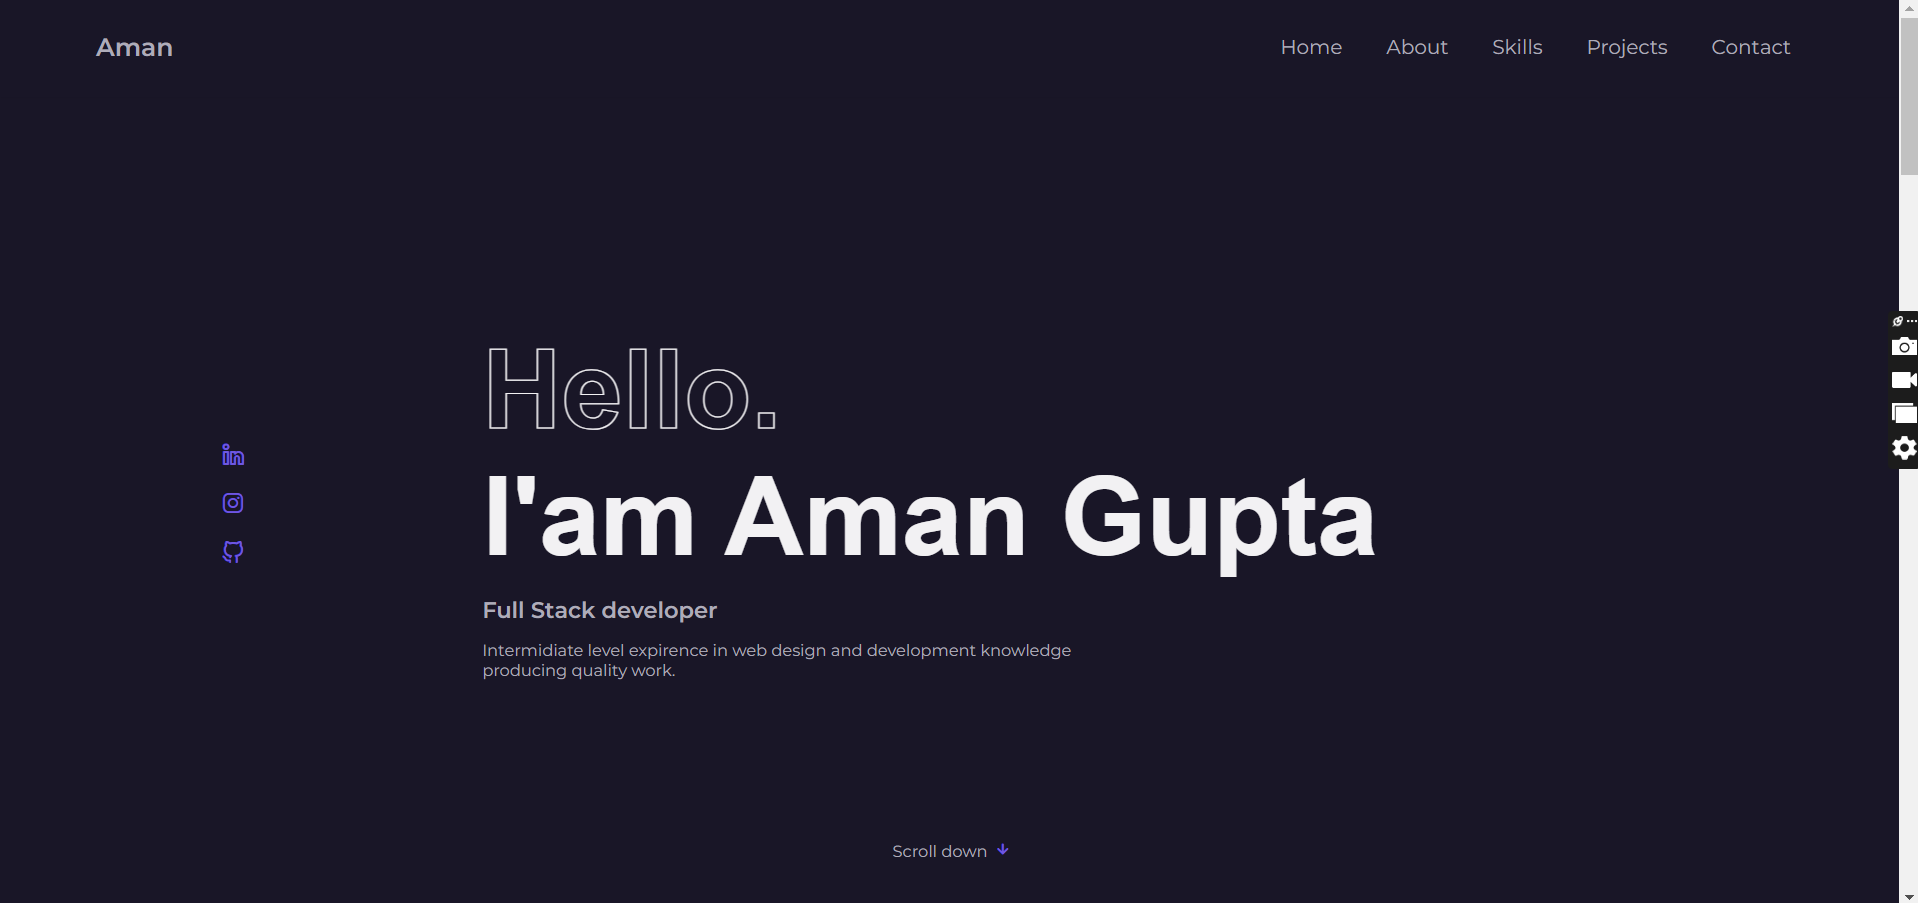 Aman
Home About Skills Projects Contact
Hello.
I'am Aman Gupta
Full Stack developer
Intermidiate level expirence in web design and development knowledge
producing quality work.
Scroll down